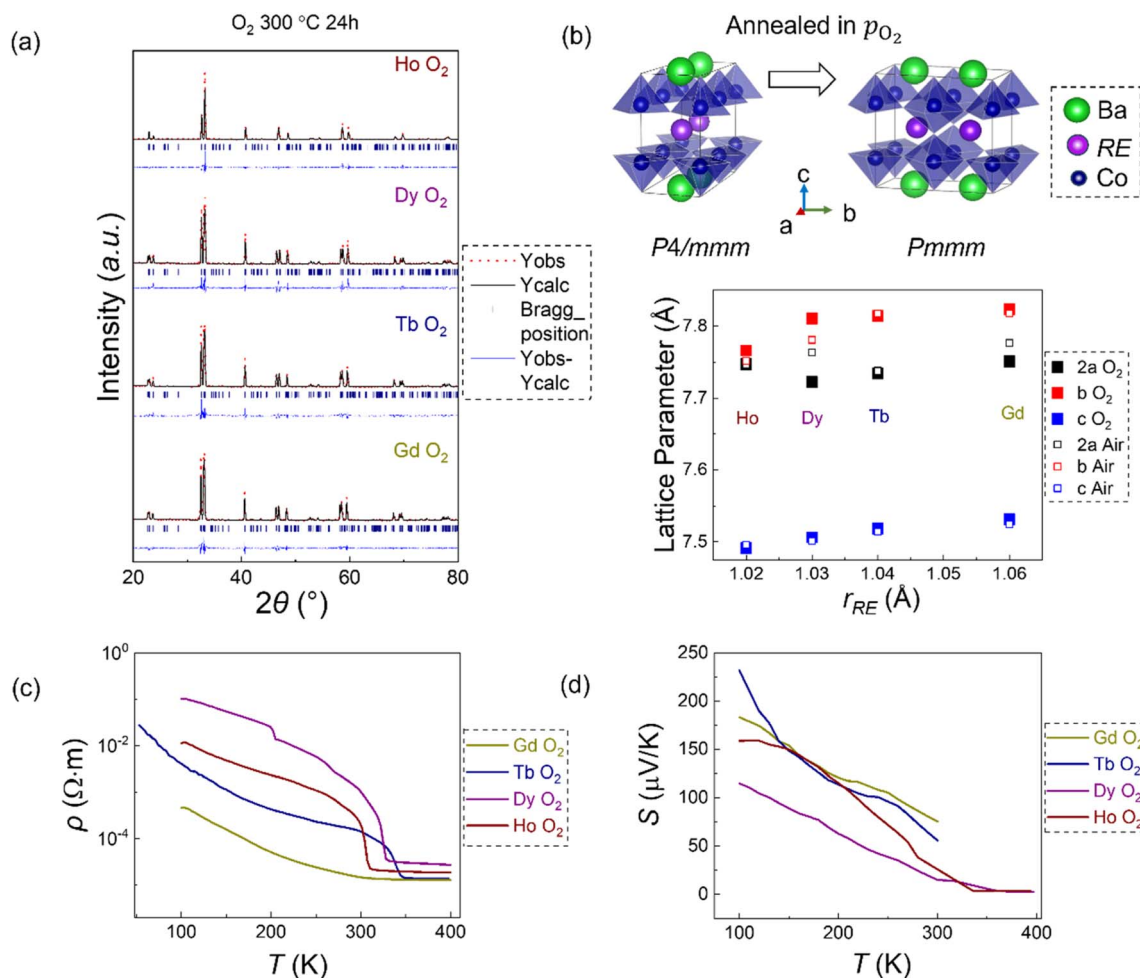 (a)
O₂ 300 °C 24h
Ho O₂
Dy O₂
Tb O₂
Gd O₂
Intensity (a.u.)
20 40 60 80
2θ (°)
Yobs
Ycalc
Bragg_
position
Yobs-
Ycalc
(b)
Annealed in pO₂
Ba
RE
Co
c
a
b
P4/mmm
Pmmm
Lattice Parameter (Å)
7.8
7.7
7.6
7.5
Ho
Dy
Tb
Gd
1.02 1.03 1.04 1.05 1.06
rRE (Å)
2a O₂
b O₂
c O₂
2a Air
b Air
c Air
(c)
ρ (Ω·m)
10⁰
10⁻²
10⁻⁴
100 200 300 400
T (K)
Gd O₂
Tb O₂
Dy O₂
Ho O₂
(d)
S (μV/K)
250
200
150
100
50
0
100 200 300 400
T (K)
Gd O₂
Tb O₂
Dy O₂
Ho O₂